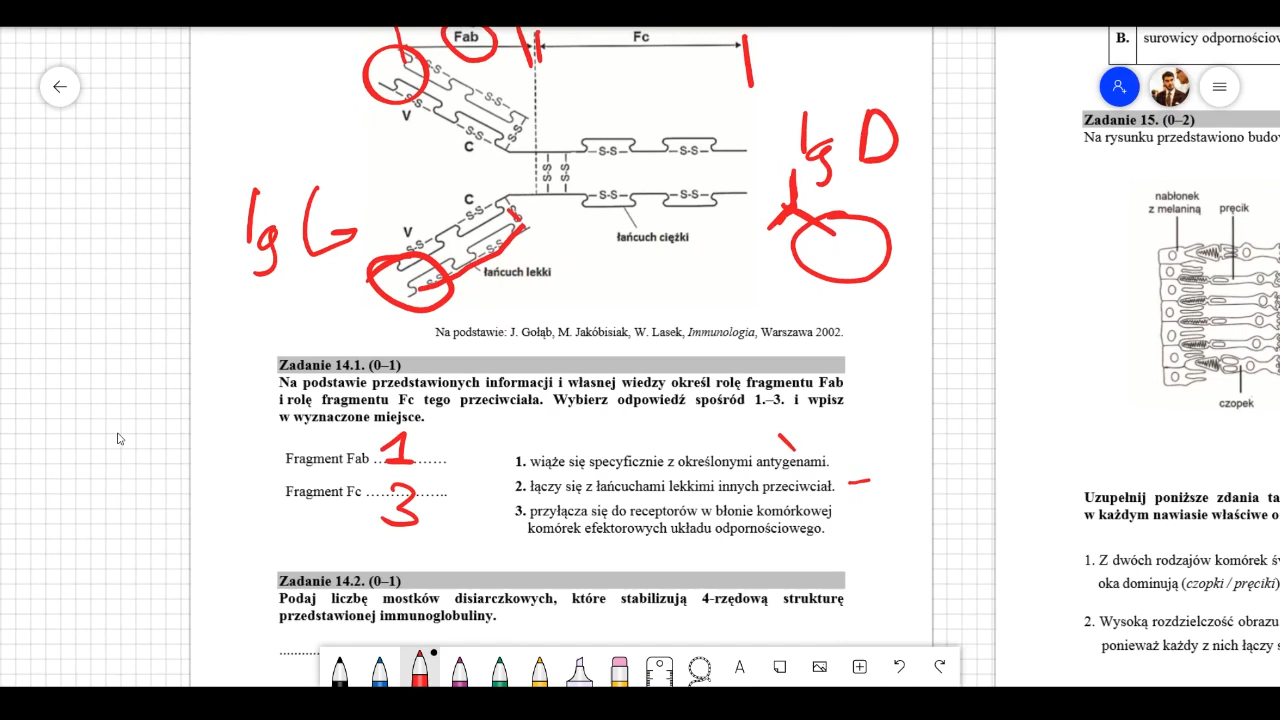 Fab
Fc
S-S
S-S
S-S
S-S
V
C
S-S
S-S
S-S
S-S
S-S
S-S
C
V
S-S
S-S
S-S
S-S
S-S
łańcuch ciężki
łańcuch lekki
Ig G
Ig D
Na podstawie: J. Gołąb, M. Jakóbisiak, W. Lasek, Immunologia, Warszawa 2002.
Zadanie 14.1. (0–1)
Na podstawie przedstawionych informacji i własnej wiedzy określ rolę fragmentu Fab
i rolę fragmentu Fc tego przeciwciała. Wybierz odpowiedź spośród 1.–3. i wpisz
w wyznaczone miejsce.
Fragment Fab ... 1 ...
Fragment Fc ... 3 ...
1. wiąże się specyficznie z określonymi antygenami.
2. łączy się z łańcuchami lekkimi innych przeciwciał.
3. przyłącza się do receptorów w błonie komórkowej
komórek efektorowych układu odpornościowego.
Zadanie 14.2. (0–1)
Podaj liczbę mostków disiarczkowych, które stabilizują 4-rzędową strukturę
przedstawionej immunoglobuliny.
A
B. surowicy odpornościow
Zadanie 15. (0–2)
Na rysunku przedstawiono budow
nabłonek
z melaniną
pręcik
czopek
Uzupełnij poniższe zdania ta
w każdym nawiasie właściwe o
1. Z dwóch rodzajów komórek św
oka dominują (czopki / pręciki)
2. Wysoką rozdzielczość obrazu
ponieważ każdy z nich łączy s